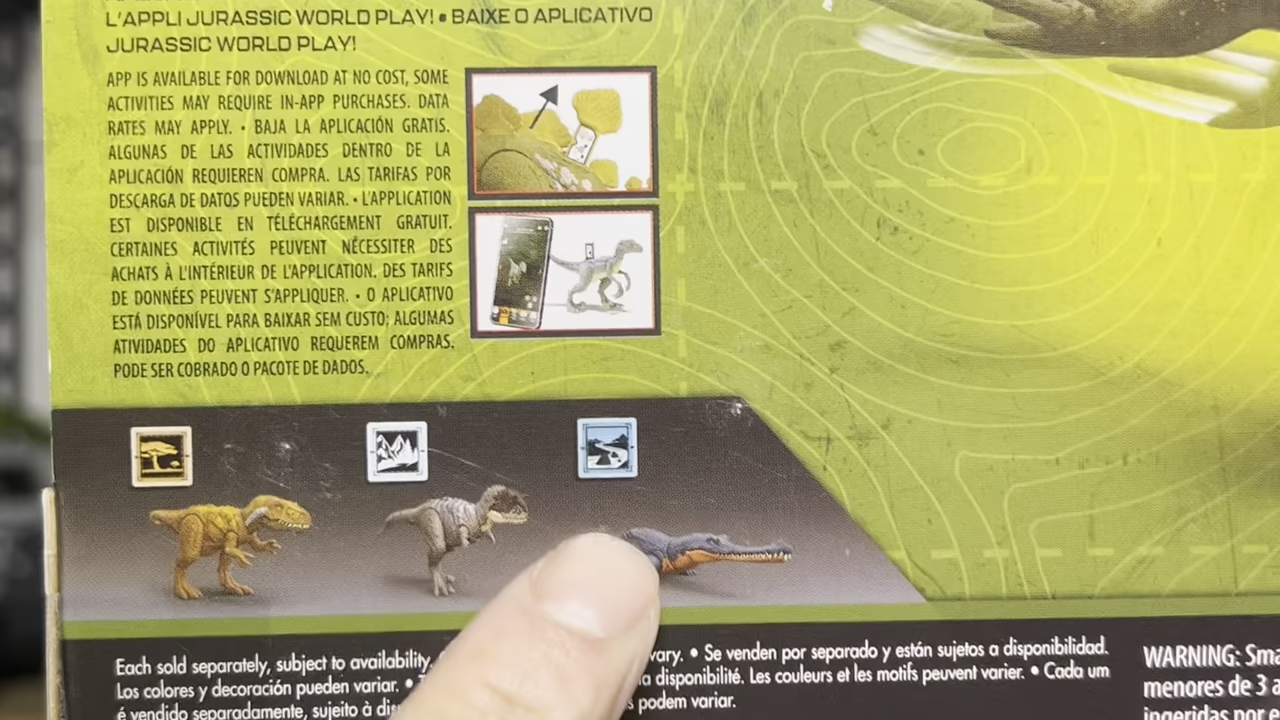 L'APPLI JURASSIC WORLD PLAY! • BAIXE O APLICATIVO
JURASSIC WORLD PLAY!
APP IS AVAILABLE FOR DOWNLOAD AT NO COST, SOME
ACTIVITIES MAY REQUIRE IN-APP PURCHASES. DATA
RATES MAY APPLY. • BAJA LA APLICACIÓN GRATIS.
ALGUNAS DE LAS ACTIVIDADES DENTRO DE LA
APLICACIÓN REQUIEREN COMPRA. LAS TARIFAS POR
DESCARGA DE DATOS PUEDEN VARIAR. • L'APPLICATION
EST DISPONIBLE EN TÉLÉCHARGEMENT GRATUIT.
CERTAINES ACTIVITÉS PEUVENT NÉCESSITER DES
ACHATS À L'INTÉRIEUR DE L'APPLICATION. DES TARIFS
DE DONNÉES PEUVENT S'APPLIQUER. • O APLICATIVO
ESTÁ DISPONÍVEL PARA BAIXAR SEM CUSTO; ALGUMAS
ATIVIDADES DO APLICATIVO REQUEREM COMPRAS.
PODE SER COBRADO O PACOTE DE DADOS.
Each sold separately, subject to availability. vary. • Se venden por separado y están sujetos a disponibilidad.
Los colores y decoración pueden variar. • la disponibilité. Les couleurs et les motifs peuvent varier. • Cada um
é vendido separadamente, sujeito à podem variar.
WARNING:
menores de 3
ingeridas por